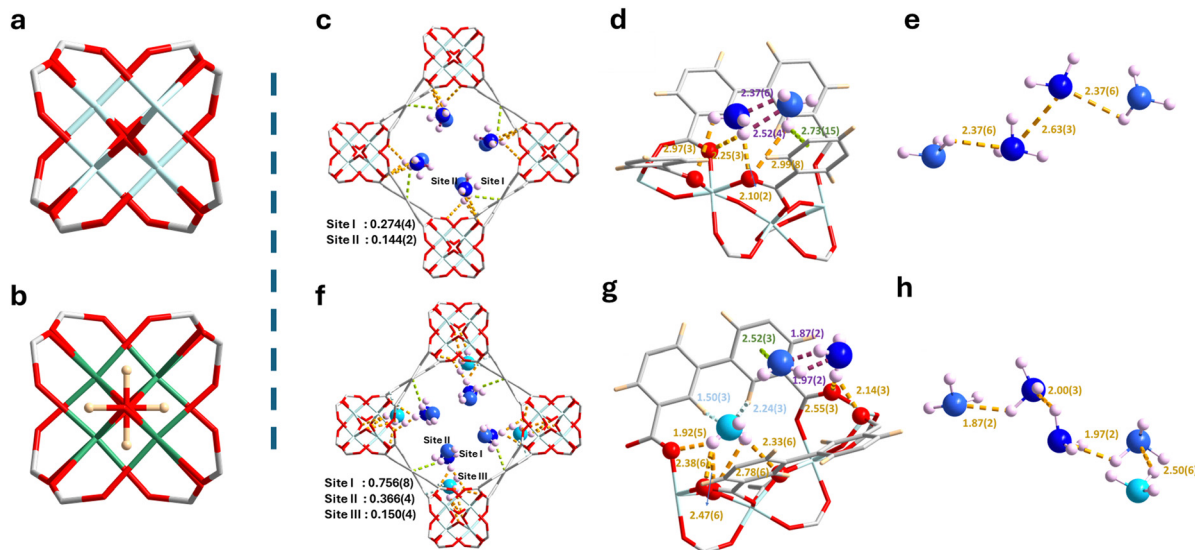 a
c
Site II
Site I
Site I : 0.274(4)
Site II : 0.144(2)
d
2.37(6)
2.52(4)
2.73(15)
2.97(3)
2.25(3)
2.99(8)
2.10(2)
e
2.37(6)
2.37(6)
2.63(3)
b
f
Site II
Site I
Site III
Site I : 0.756(8)
Site II : 0.366(4)
Site III : 0.150(4)
g
1.87(2)
2.52(3)
1.97(2)
2.14(3)
1.50(3)
2.24(3)
2.55(3)
1.92(5)
2.33(6)
2.38(6)
2.78(6)
2.47(6)
h
2.00(3)
1.87(2)
1.97(2)
2.50(6)